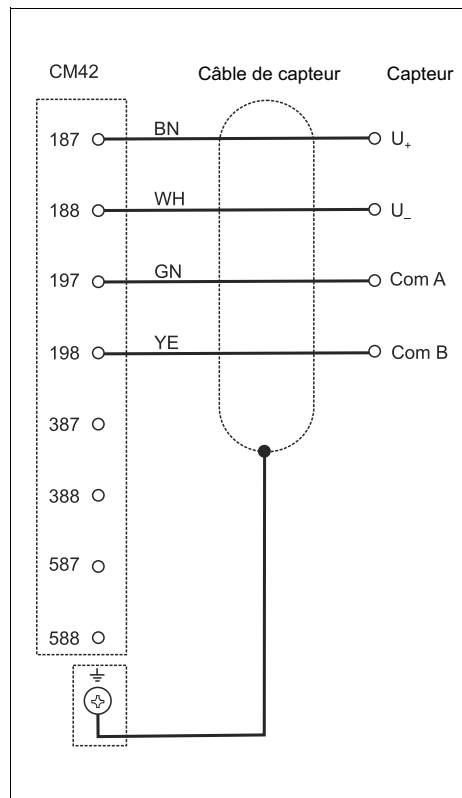 CM42 Câble de capteur Capteur
187 BN U+
188 WH U_
197 GN Com A
198 YE Com B
387
388
587
588